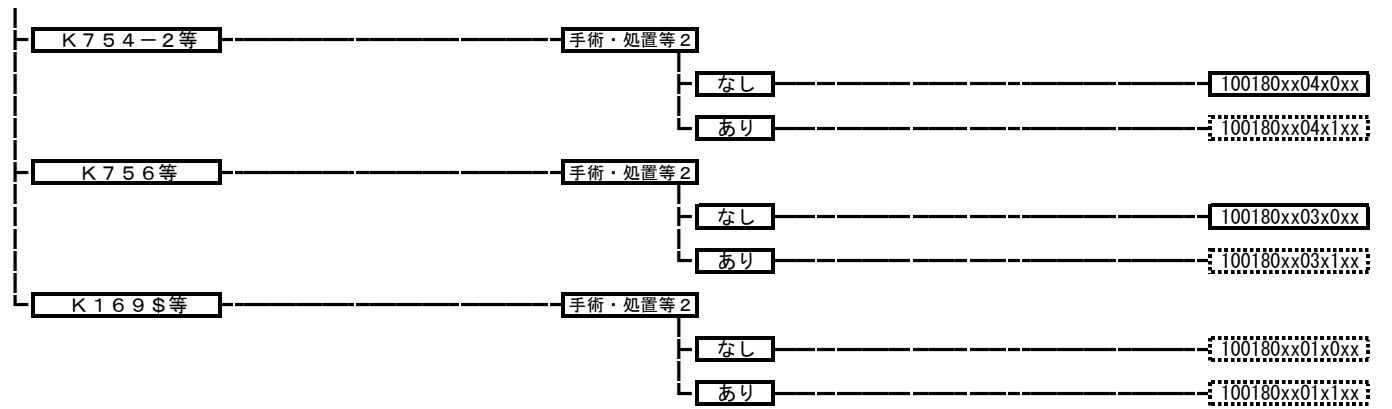 K754－2等 手術・処置等2
なし 100180xx04x0xx
あり 100180xx04x1xx
K756等 手術・処置等2
なし 100180xx03x0xx
あり 100180xx03x1xx
K169$等 手術・処置等2
なし 100180xx01x0xx
あり 100180xx01x1xx